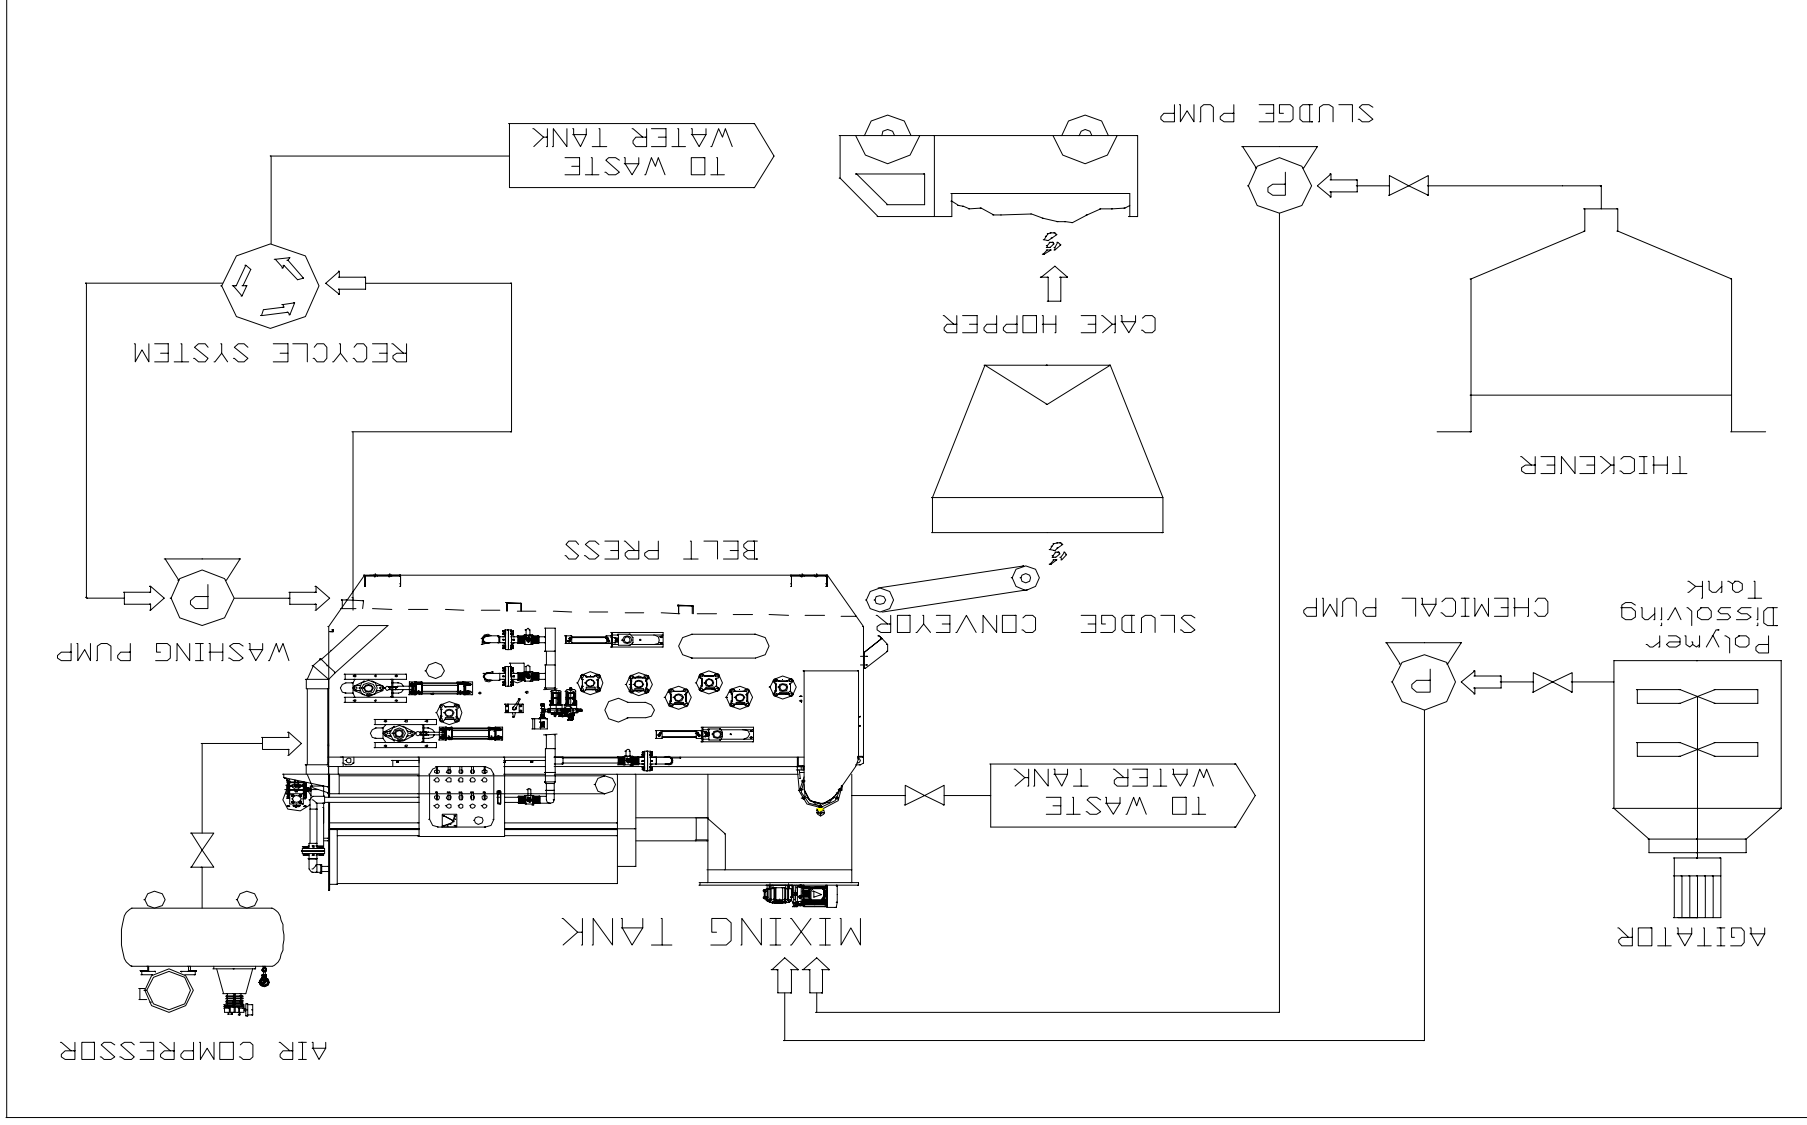 AIR COMPRESSOR
AGITATOR
MIXING TANK
TO WASTE
WATER TANK
P
Polymer
Dissolving
Tank
CHEMICAL PUMP
SLUDGE CONVEYOR
WASHING PUMP
P
BELT PRESS
THICKENER
CAKE HOPPER
RECYCLE SYSTEM
P
SLUDGE PUMP
TO WASTE
WATER TANK